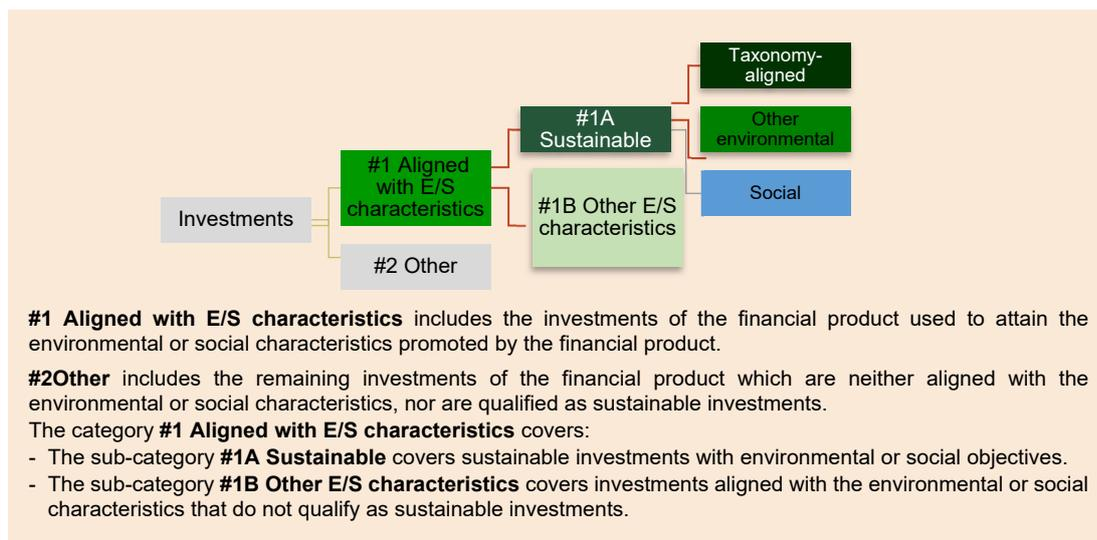 Taxonomy-
aligned
#1A
Sustainable
Other
environmental
#1 Aligned
with E/S
characteristics
Social
#1B Other E/S
characteristics
Investments
#2 Other
#1 Aligned with E/S characteristics includes the investments of the financial product used to attain the
environmental or social characteristics promoted by the financial product.
#2Other includes the remaining investments of the financial product which are neither aligned with the
environmental or social characteristics, nor are qualified as sustainable investments.
The category #1 Aligned with E/S characteristics covers:
- The sub-category #1A Sustainable covers sustainable investments with environmental or social objectives.
- The sub-category #1B Other E/S characteristics covers investments aligned with the environmental or social
characteristics that do not qualify as sustainable investments.